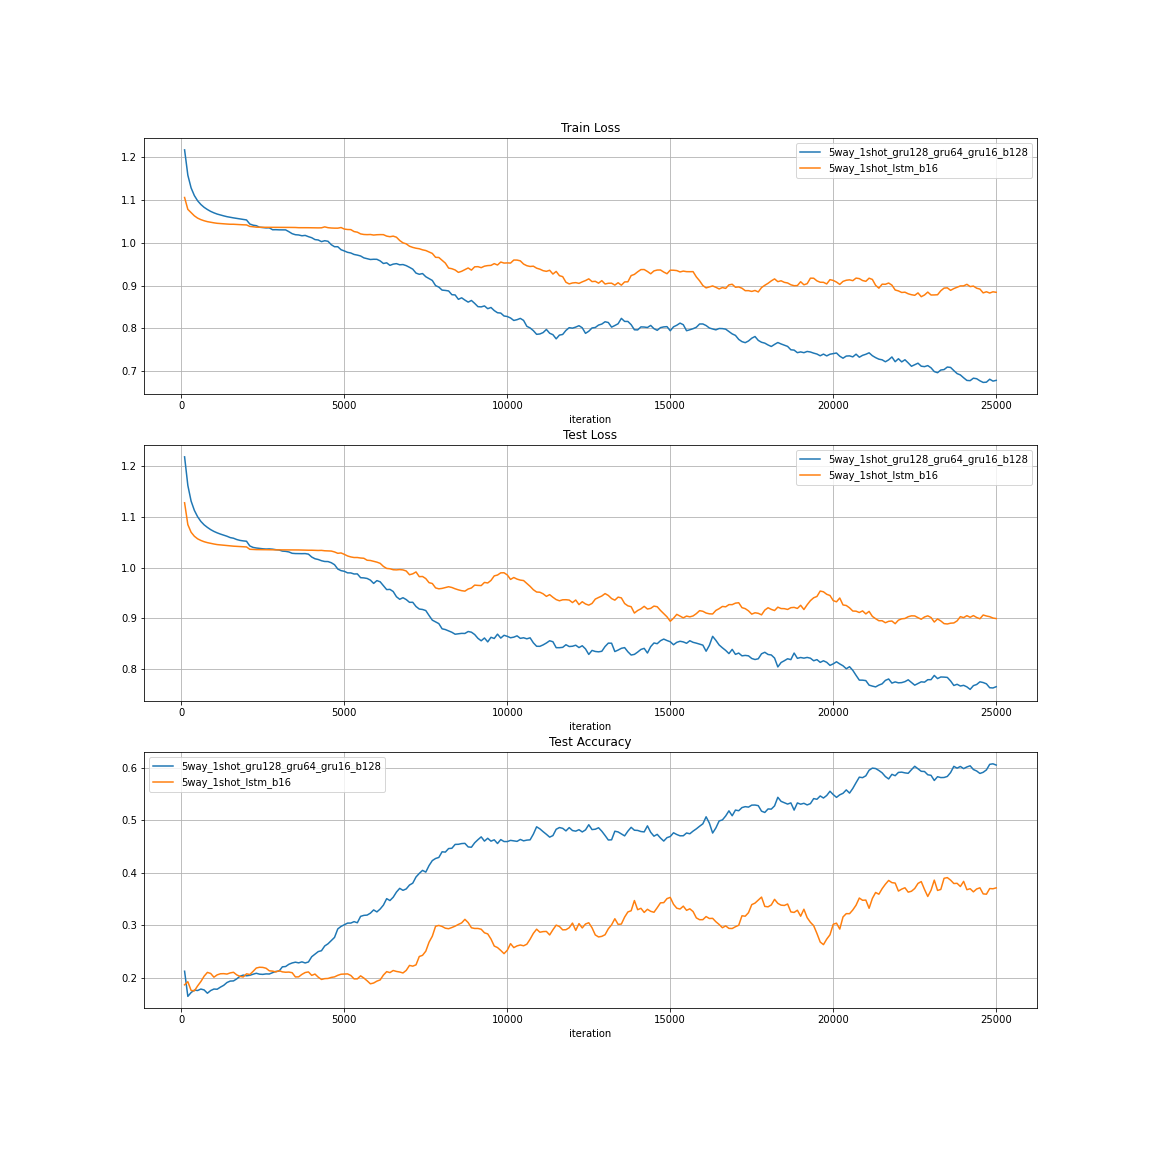 Train Loss
5way_1shot_gru128_gru64_gru16_b128
5way_1shot_lstm_b16
1.2
1.1
1.0
0.9
0.8
0.7
0 5000 10000 15000 20000 25000
iteration
Test Loss
5way_1shot_gru128_gru64_gru16_b128
5way_1shot_lstm_b16
1.2
1.1
1.0
0.9
0.8
0 5000 10000 15000 20000 25000
iteration
Test Accuracy
5way_1shot_gru128_gru64_gru16_b128
5way_1shot_lstm_b16
0.6
0.5
0.4
0.3
0.2
0 5000 10000 15000 20000 25000
iteration